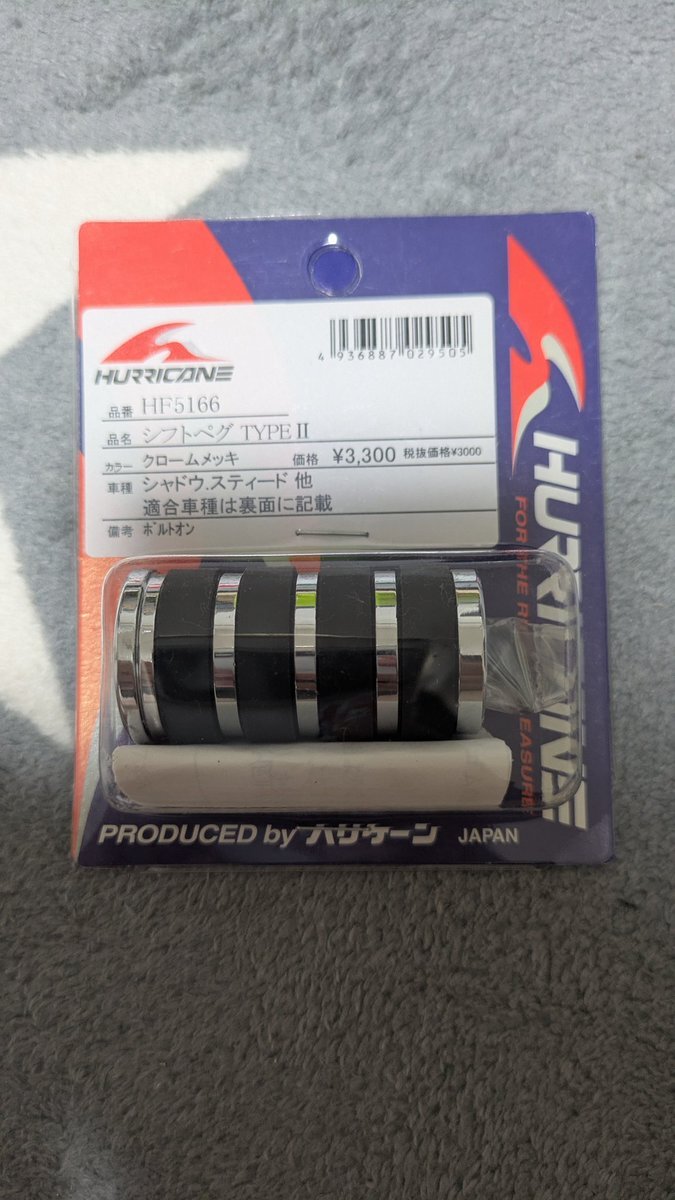 HURRICANE
4 936887 029505
品番 HF5166
品名 シフトペグ TYPE II
カラー クロームメッキ 価格 ¥3,300 税抜価格¥3000
車種 シャドウ.スティード 他
適合車種は裏面に記載
備考 ボルトオン
HURRICANE
FOR THE R EASURE
PRODUCED by ハリケーン JAPAN